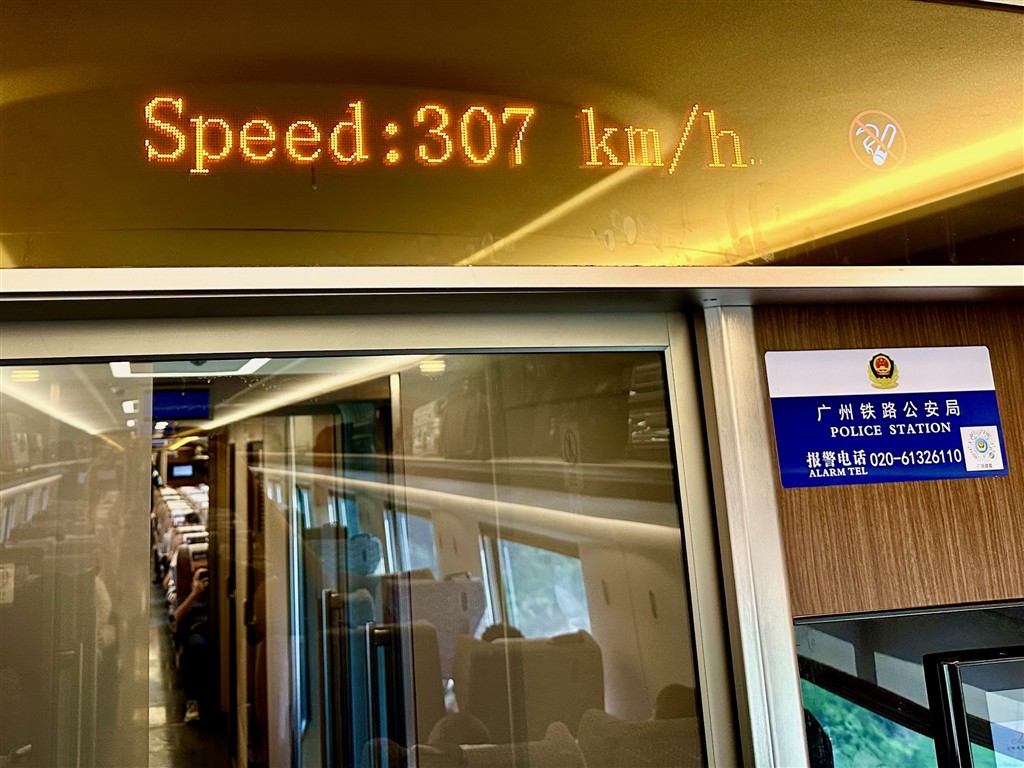 Speed:307 km/h
广州铁路公安局
POLICE STATION
报警电话 020-61326110
ALARM TEL